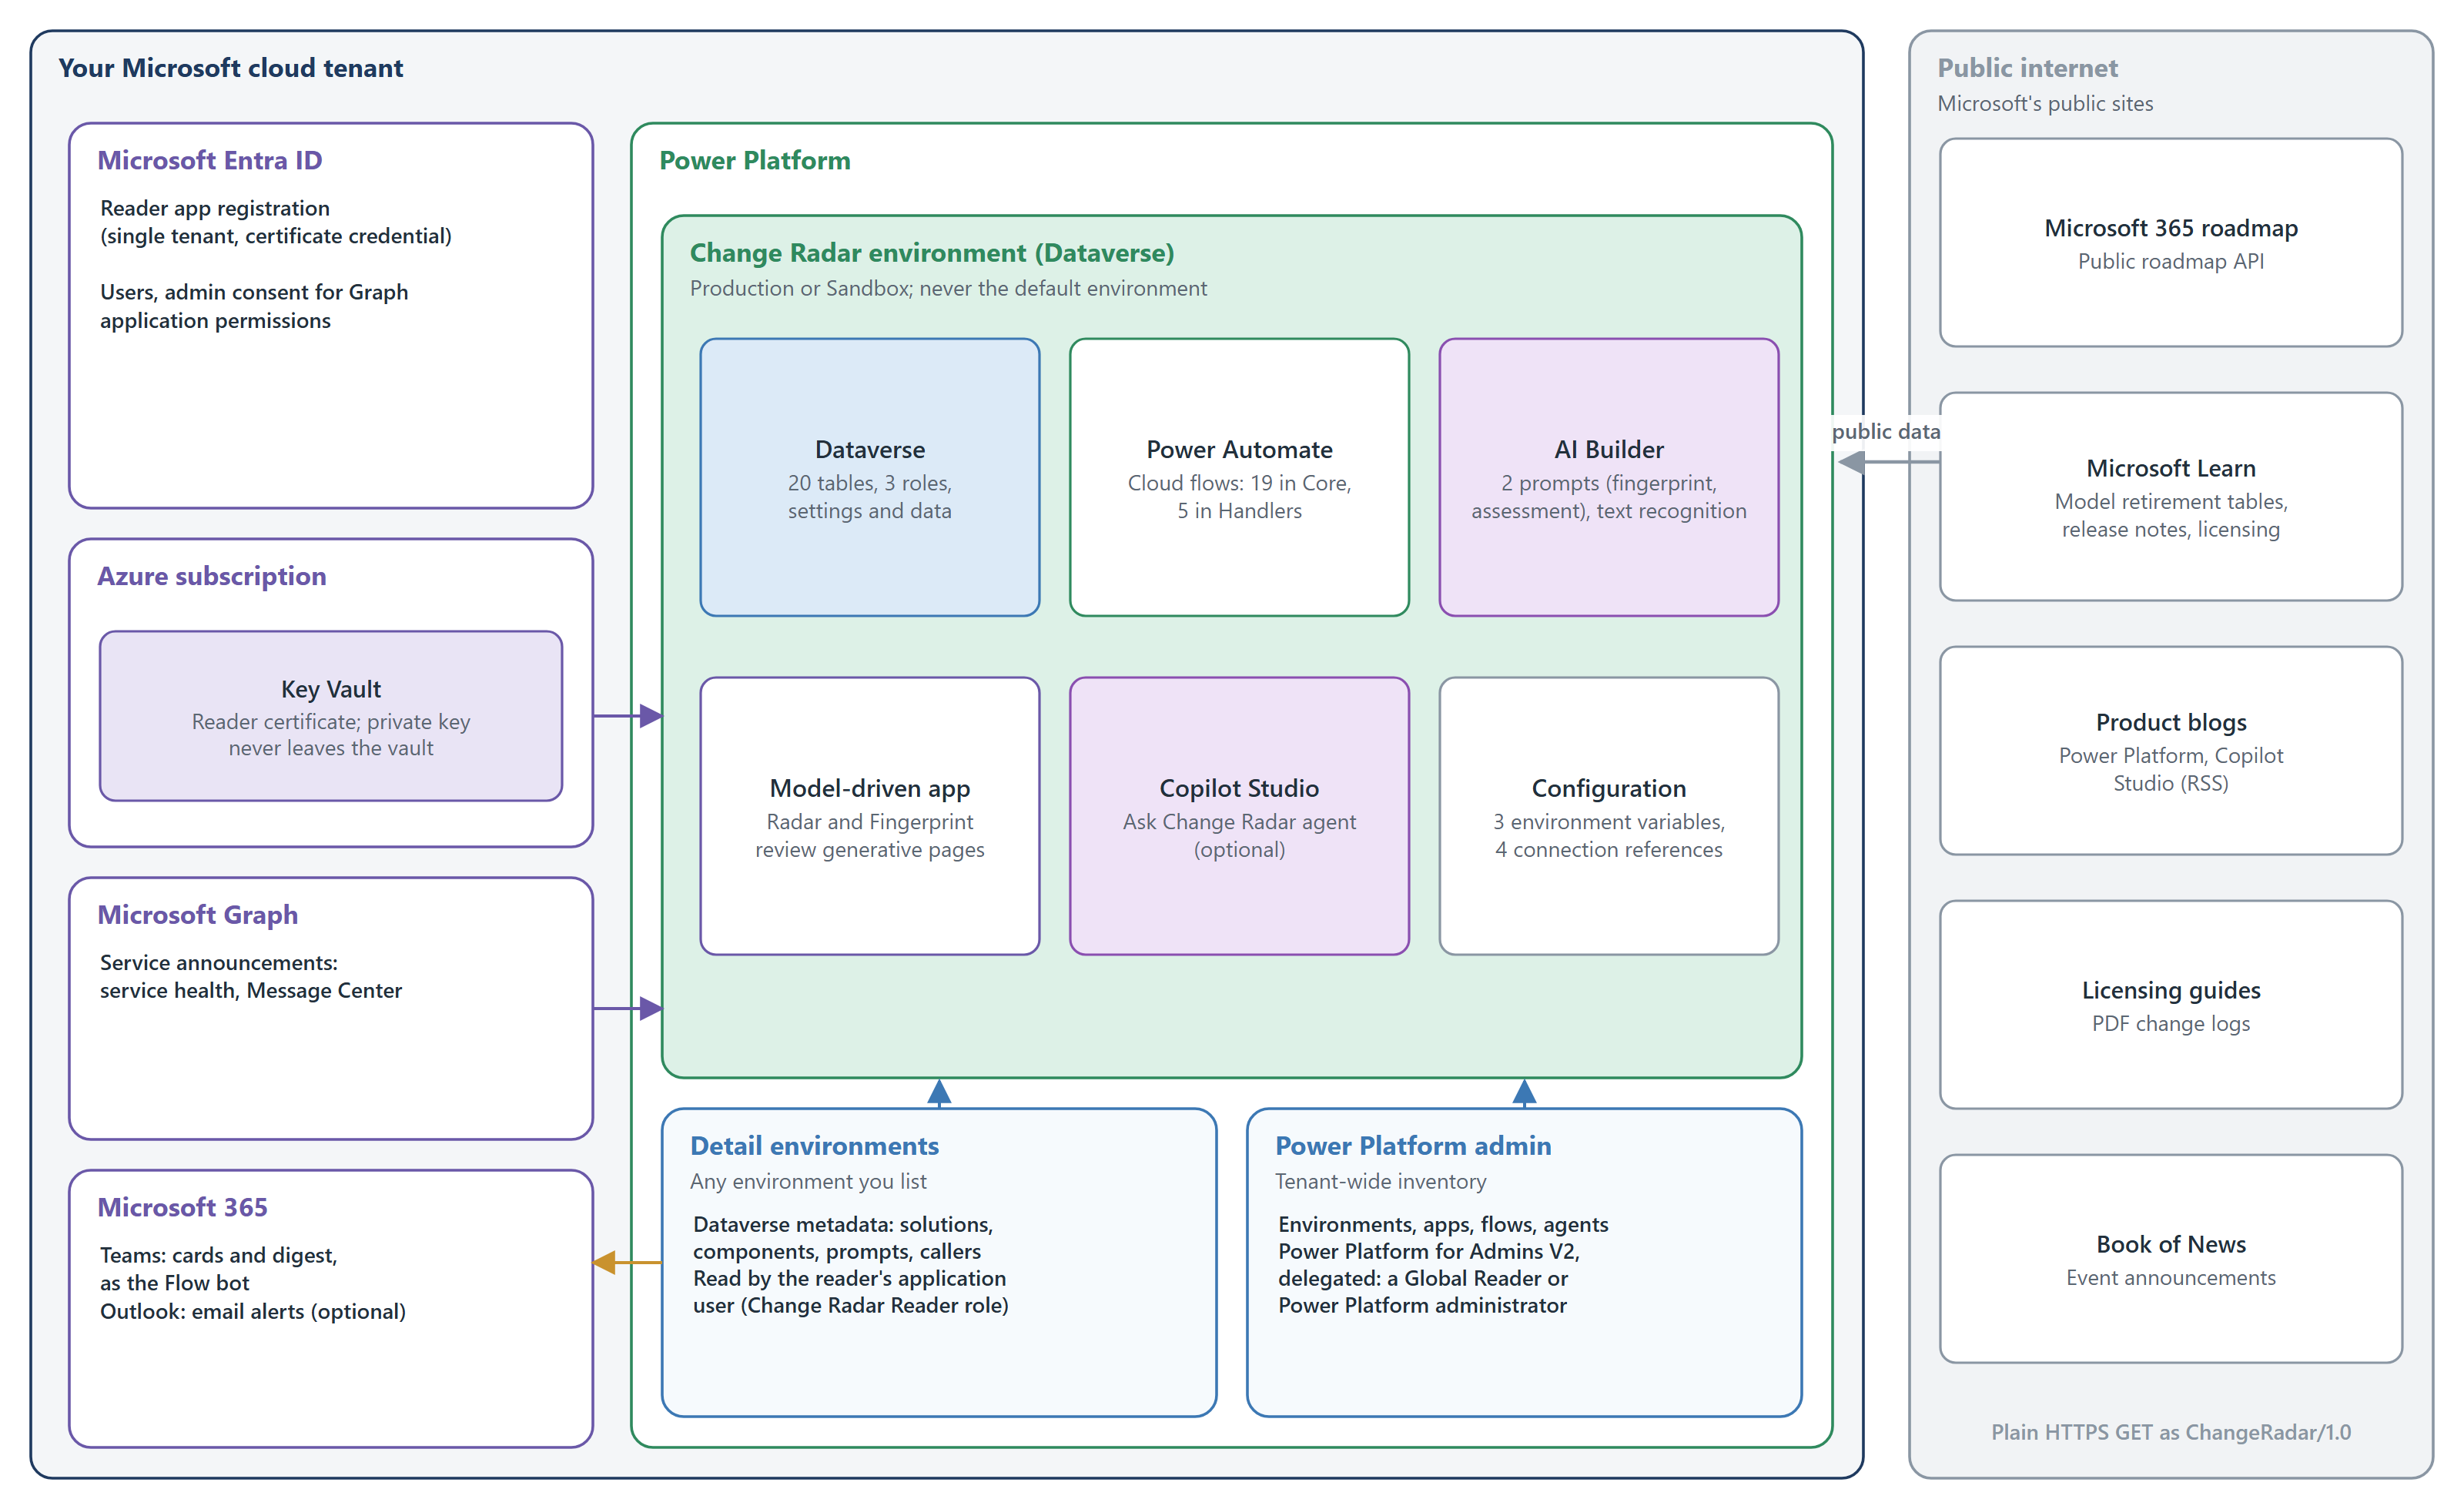 Your Microsoft cloud tenant
Microsoft Entra ID
Reader app registration
(single tenant, certificate credential)
Users, admin consent for Graph
application permissions
Azure subscription
Key Vault
Reader certificate; private key
never leaves the vault
Microsoft Graph
Service announcements:
service health, Message Center
Microsoft 365
Teams: cards and digest,
as the Flow bot
Outlook: email alerts (optional)
Power Platform
Change Radar environment (Dataverse)
Production or Sandbox; never the default environment
Dataverse
20 tables, 3 roles,
settings and data
Power Automate
Cloud flows: 19 in Core,
5 in Handlers
AI Builder
2 prompts (fingerprint,
assessment), text recognition
Model-driven app
Radar and Fingerprint
review generative pages
Copilot Studio
Ask Change Radar agent
(optional)
Configuration
3 environment variables,
4 connection references
Detail environments
Any environment you list
Dataverse metadata: solutions,
components, prompts, callers
Read by the reader's application
user (Change Radar Reader role)
Power Platform admin
Tenant-wide inventory
Environments, apps, flows, agents
Power Platform for Admins V2,
delegated: a Global Reader or
Power Platform administrator
public data
Public internet
Microsoft's public sites
Microsoft 365 roadmap
Public roadmap API
Microsoft Learn
Model retirement tables,
release notes, licensing
Product blogs
Power Platform, Copilot
Studio (RSS)
Licensing guides
PDF change logs
Book of News
Event announcements
Plain HTTPS GET as ChangeRadar/1.0